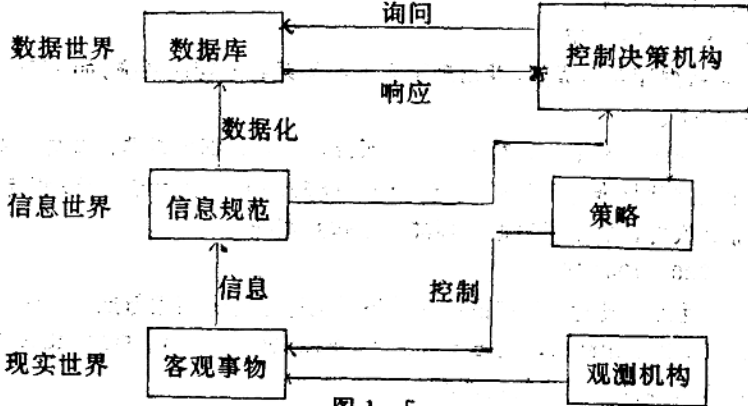 询问
数据世界
数据库
控制决策机构
响应
数据化
信息世界
信息规范
策略
信息
控制
现实世界
客观事物
观测机构